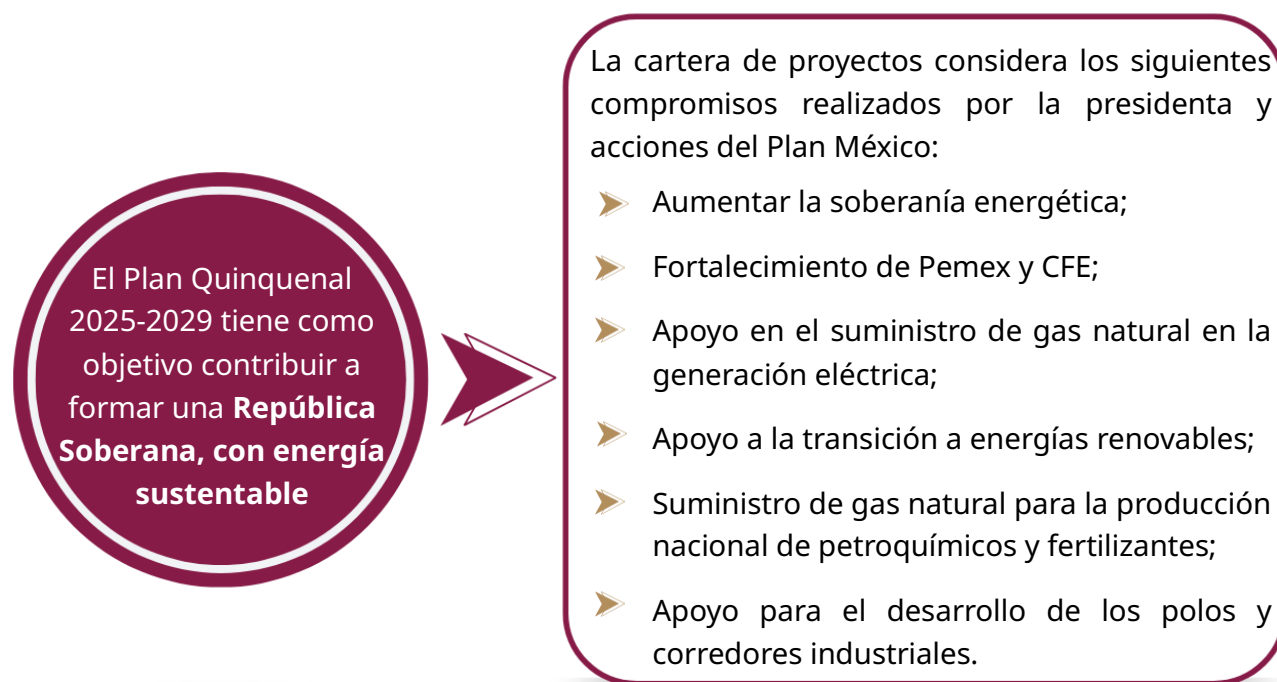 El Plan Quinquenal
2025-2029 tiene como
objetivo contribuir a
formar una República
Soberana, con energía
sustentable
La cartera de proyectos considera los siguientes
compromisos realizados por la presidenta y
acciones del Plan México:
Aumentar la soberanía energética;
Fortalecimiento de Pemex y CFE;
Apoyo en el suministro de gas natural en la
generación eléctrica;
Apoyo a la transición a energías renovables;
Suministro de gas natural para la producción
nacional de petroquímicos y fertilizantes;
Apoyo para el desarrollo de los polos y
corredores industriales.